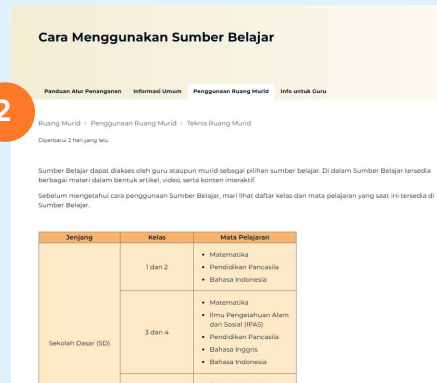 Cara Menggunakan Sumber Belajar
Panduan Alur Penanganan Informasi Umum Penggunaan Ruang Murid Info untuk Guru
2
Ruang Murid › Penggunaan Ruang Murid › Teknis Ruang Murid
Diperbarui 2 hari yang lalu
Sumber Belajar dapat diakses oleh guru ataupun murid sebagai pilihan sumber belajar. Di dalam Sumber Belajar tersedia
berbagai materi dalam bentuk artikel, video, serta konten interaktif.
Sebelum mengetahui cara penggunaan Sumber Belajar, mari lihat daftar kelas dan mata pelajaran yang saat ini tersedia di
Sumber Belajar.
Jenjang Kelas Mata Pelajaran
Sekolah Dasar (SD)
1 dan 2
• Matematika
• Pendidikan Pancasila
• Bahasa Indonesia
3 dan 4
• Matematika
• Ilmu Pengetahuan Alam
dan Sosial (IPAS)
• Pendidikan Pancasila
• Bahasa Inggris
• Bahasa Indonesia